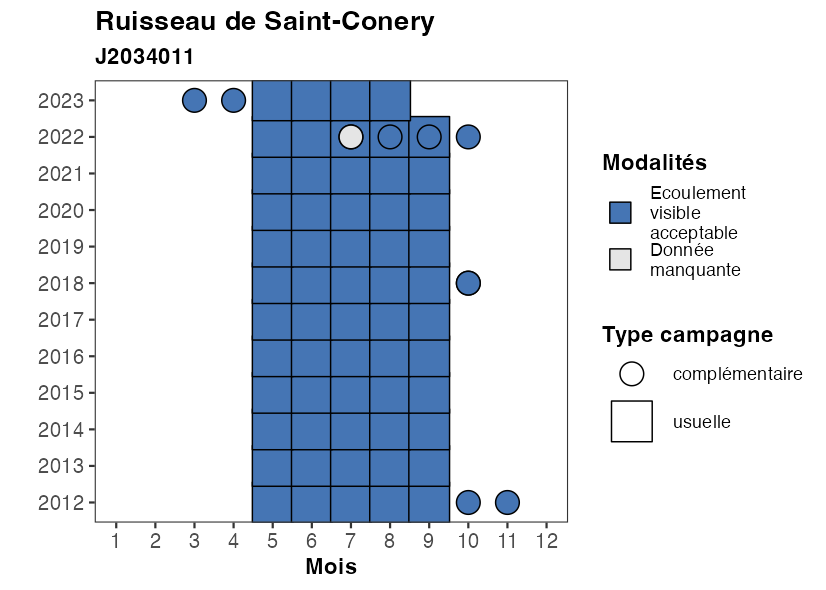 Ruisseau de Saint-Conery
J2034011
2023
2022
2021
2020
2019
2018
2017
2016
2015
2014
2013
2012
1 2 3 4 5 6 7 8 9 10 11 12
Mois
Modalités
Ecoulement
visible
acceptable
Donnée
manquante
Type campagne
complémentaire
usuelle